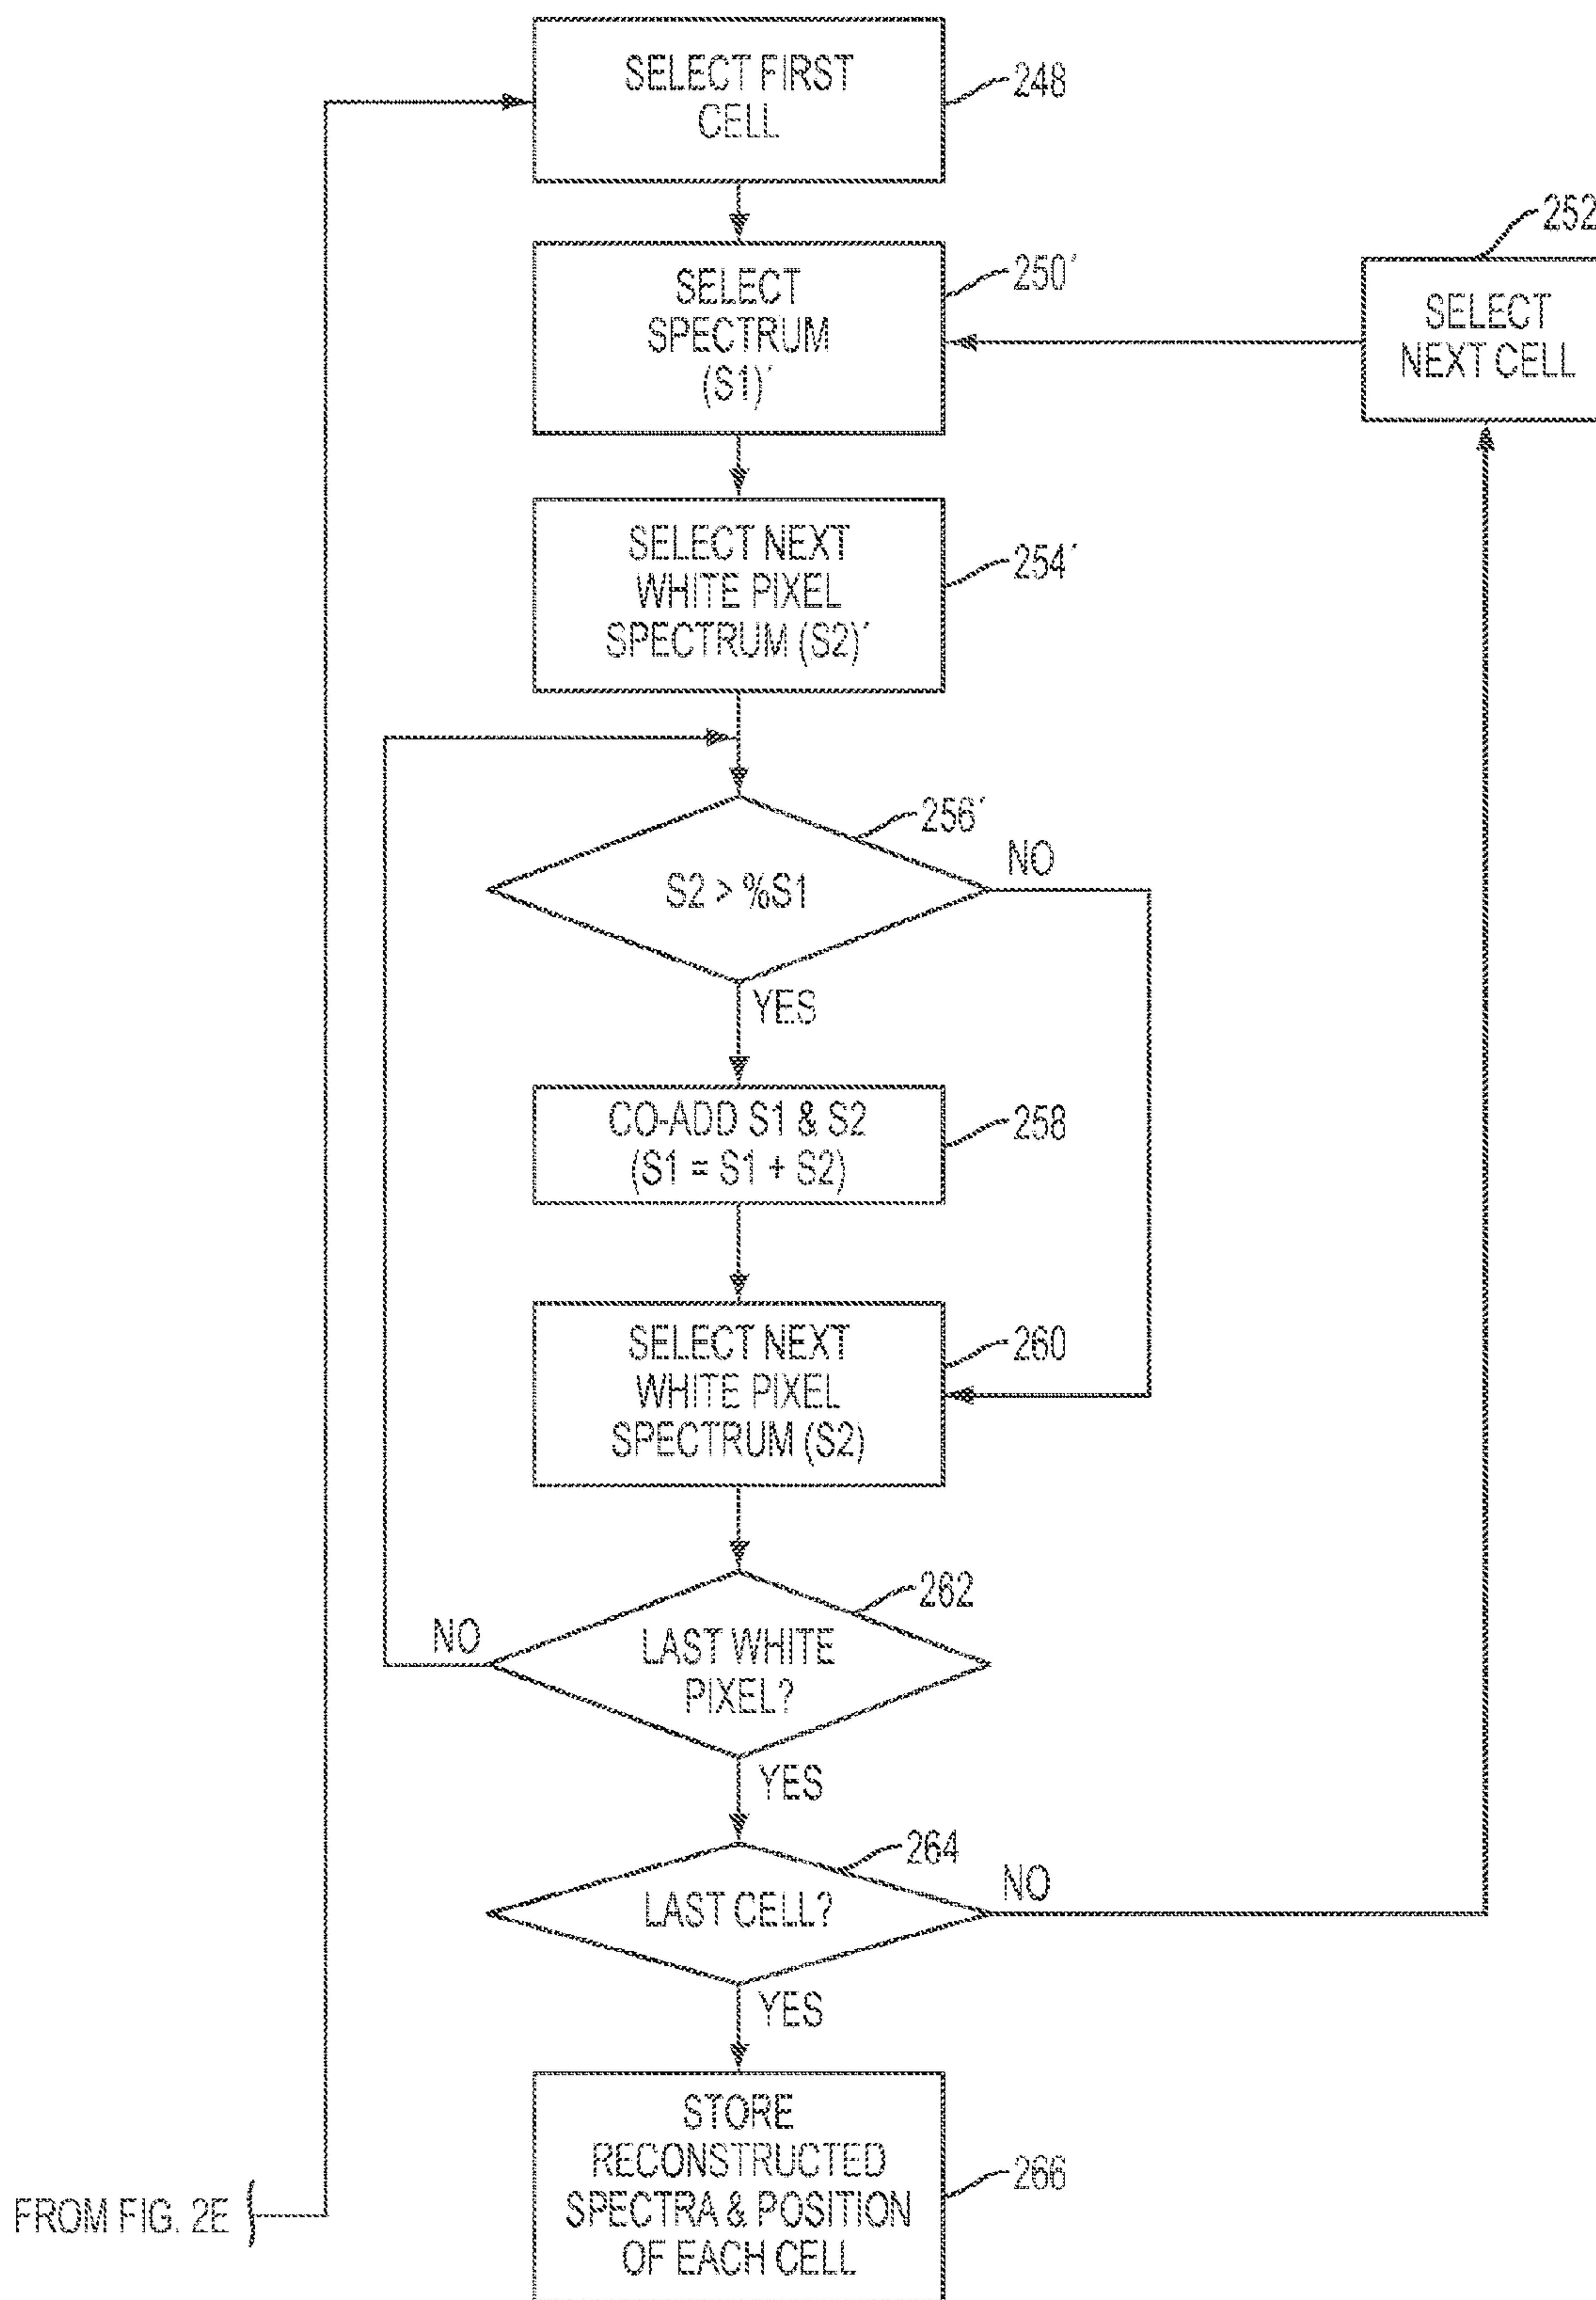 SELECT FIRST
CELL
248
252
SELECT
SPECTRUM
(S1)′
250′
SELECT
NEXT CELL
SELECT NEXT
WHITE PIXEL
SPECTRUM (S2)′
254′
256′
S2 > %S1
NO
YES
CO-ADD S1 & S2
(S1 = S1 + S2)
258
SELECT NEXT
WHITE PIXEL
SPECTRUM (S2)
260
262
NO
LAST WHITE
PIXEL?
YES
264
LAST CELL?
NO
YES
STORE
RECONSTRUCTED
SPECTRA & POSITION
OF EACH CELL
266
FROM FIG. 2E